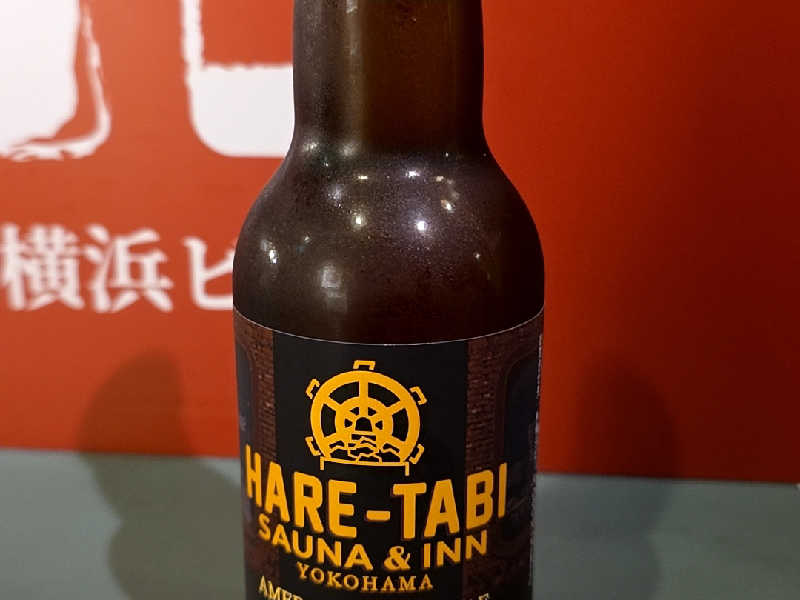 横浜ビ
HARE-TABI
SAUNA & INN
YOKOHAMA